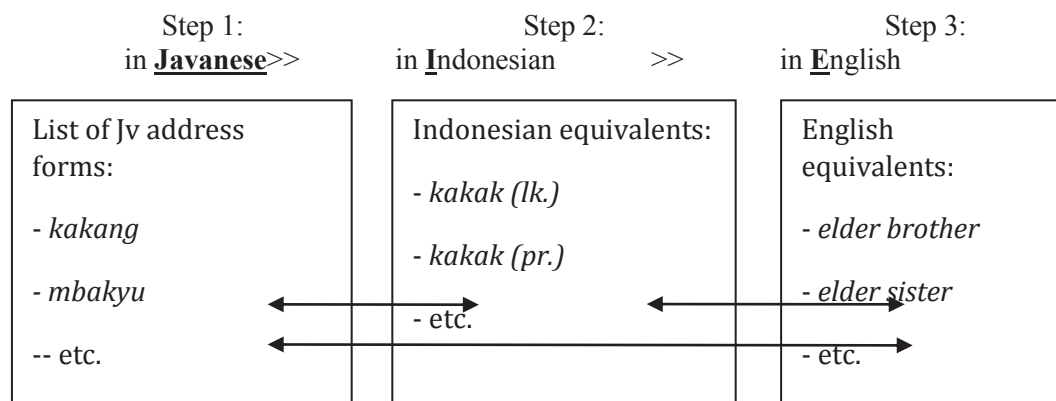 Step 1:
in Javanese>>
Step 2:
in Indonesian >>
Step 3:
in English
List of Jv address
forms:
- kakang
- mbakyu
-- etc.
Indonesian equivalents:
- kakak (lk.)
- kakak (pr.)
- etc.
English
equivalents:
- elder brother
- elder sister
- etc.